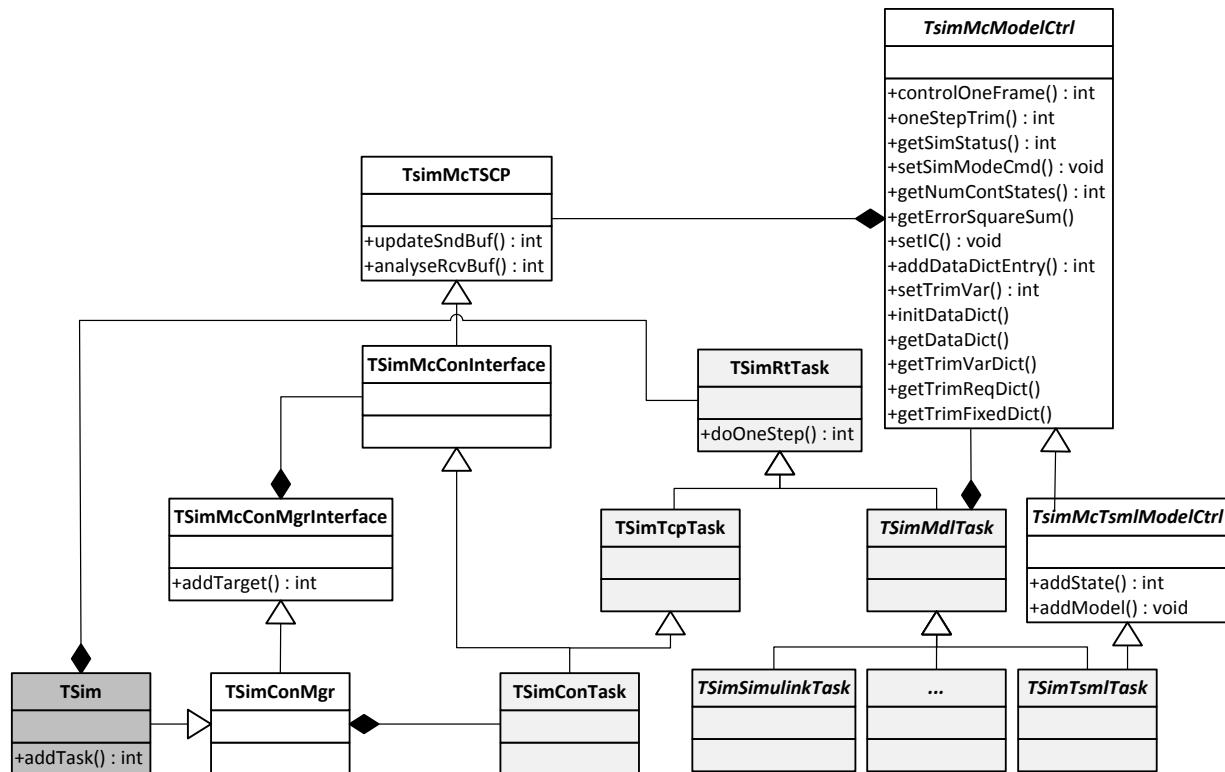 TsimMcModelCtrl
+controlOneFrame() : int
+oneStepTrim() : int
+getSimStatus() : int
+setSimModeCmd() : void
+getNumContStates() : int
+getErrorSquareSum()
+setIC() : void
+addDataDictEntry() : int
+setTrimVar() : int
+initDataDict()
+getDataDict()
+getTrimVarDict()
+getTrimReqDict()
+getTrimFixedDict()
TsimMcTSCP
+updateSndBuf() : int
+analyseRcvBuf() : int
TSimMcConInterface
TSimRtTask
+doOneStep() : int
TSimMcConMgrInterface
+addTarget() : int
TSimTcpTask
TSimMdlTask
TsimMcTsmlModelCtrl
+addState() : int
+addModel() : void
TSim
+addTask() : int
TSimConMgr
TSimConTask
TSimSimulinkTask
...
TSimTsmlTask